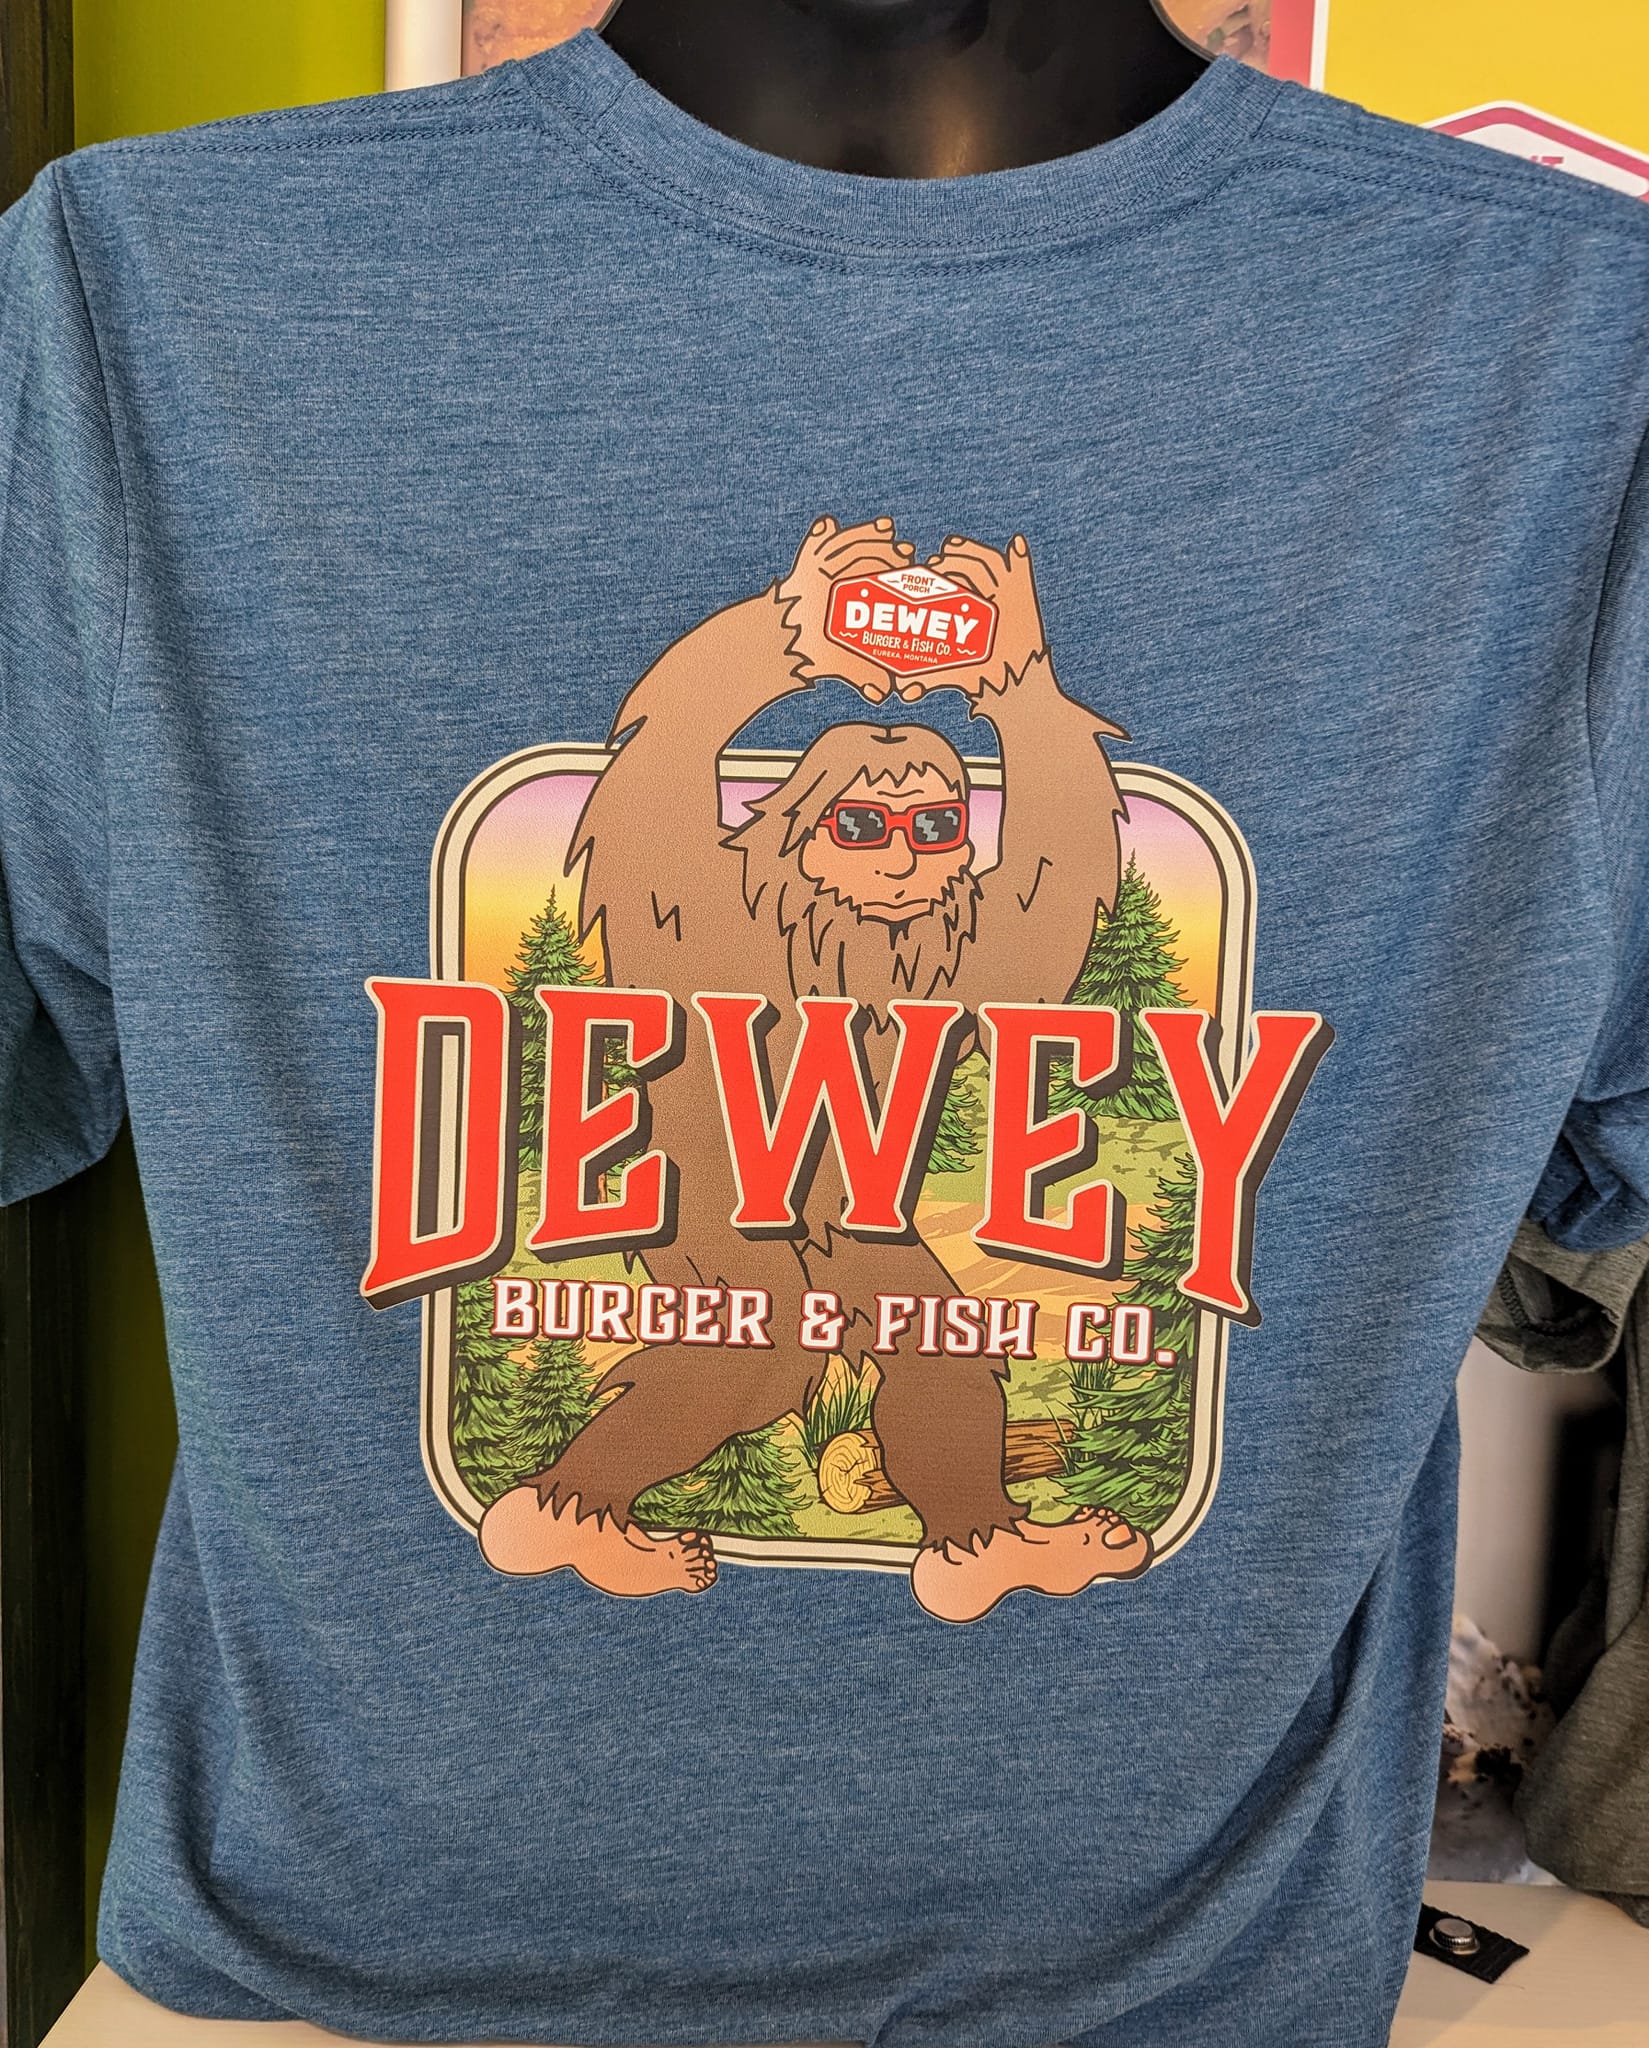 FRONT
PORCH
DEWEY
BURGER & FISH CO.
EUREKA, MONTANA
DEWEY
BURGER & FISH CO.